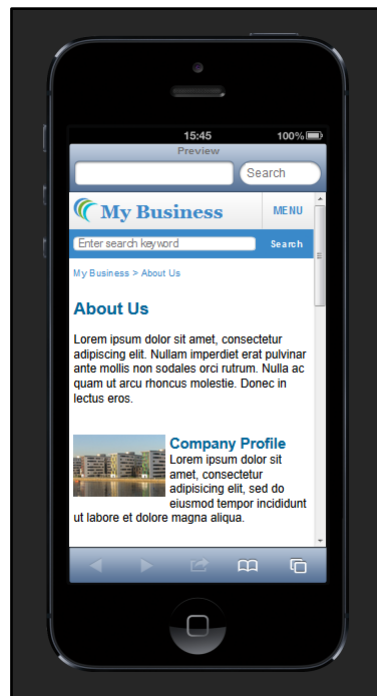 15:45
100%
Preview
Search
My Business
MENU
Enter search keyword
Search
My Business > About Us
About Us
Lorem ipsum dolor sit amet, consectetur
adipiscing elit. Nullam imperdiet erat pulvinar
ante mollis non sodales orci rutrum. Nulla ac
quam ut arcu rhoncus molestie. Donec in
lectus eros.
Company Profile
Lorem ipsum dolor sit
amet, consectetur
adipisicing elit, sed do
eiusmod tempor incididunt
ut labore et dolore magna aliqua.